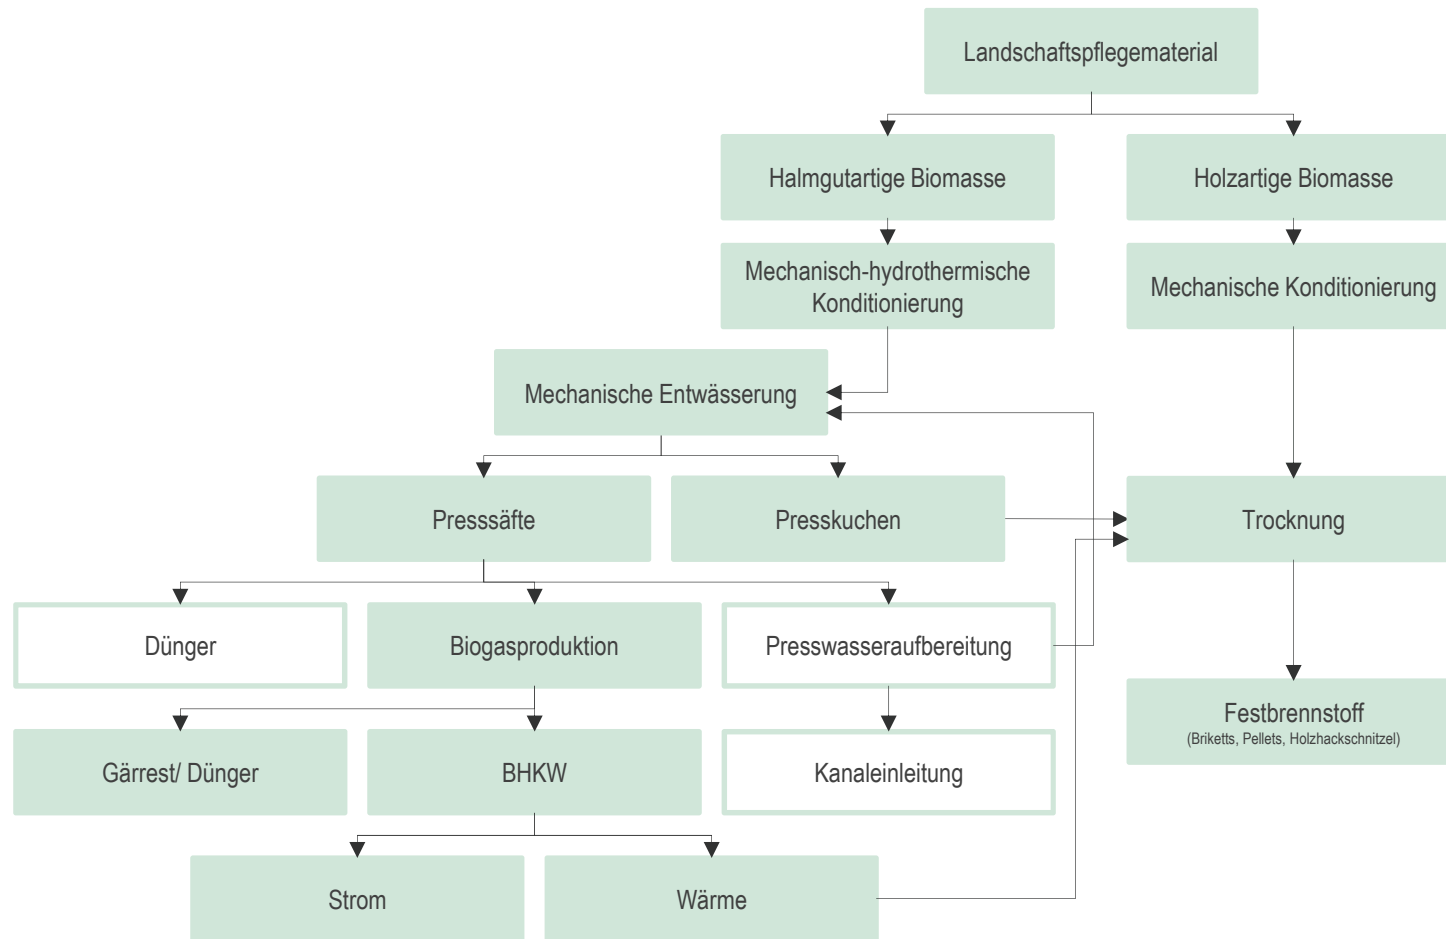 Landschaftspflegematerial
Halmgutartige Biomasse
Holzartige Biomasse
Mechanisch-hydrothermische
Konditionierung
Mechanische Konditionierung
Mechanische Entwässerung
Presssäfte
Presskuchen
Trocknung
Dünger
Biogasproduktion
Presswasseraufbereitung
Festbrennstoff
(Briketts, Pellets, Holzhackschnitzel)
Gärrest/ Dünger
BHKW
Kanaleinleitung
Strom
Wärme